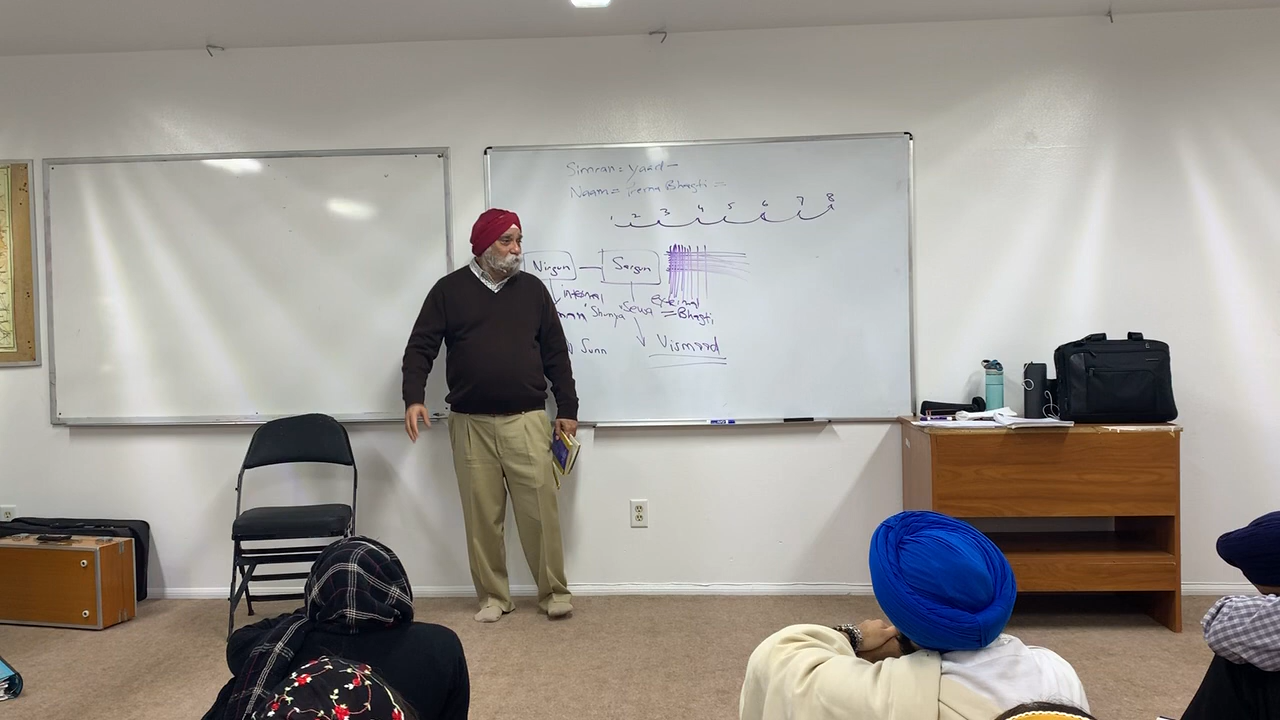 Simran = Yaad
Naam = Prema Bhagti =
1 2 3 4 5 6 7 8
Nirgun — Sargun
internal external
Shunya Sewa = Bhagti
Sunn Vismaad